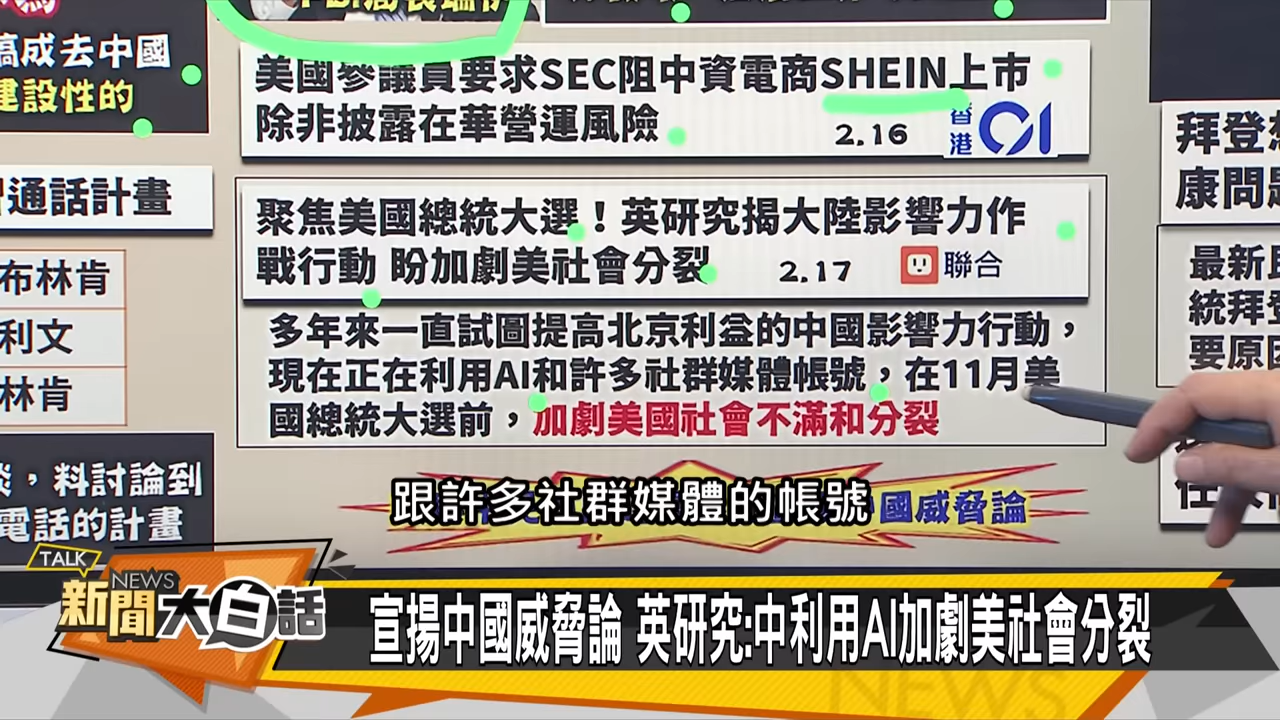 搞成去中國
建設性的
通話計畫
布林肯
利文
林肯
料討論到
電話的計畫
美國參議員要求SEC阻中資電商SHEIN上市
除非披露在華營運風險
2.16
香港01
聚焦美國總統大選！英研究揭大陸影響力作
戰行動 盼加劇美社會分裂
2.17
聯合
多年來一直試圖提高北京利益的中國影響力行動，
現在正在利用AI和許多社群媒體帳號，在11月美
國總統大選前，加劇美國社會不滿和分裂
國威脅論
拜登
康問題
最新
統拜登
要原因
跟許多社群媒體的帳號
TALK
NEWS
新聞大白話
宣揚中國威脅論 英研究:中利用AI加劇美社會分裂
NEWS